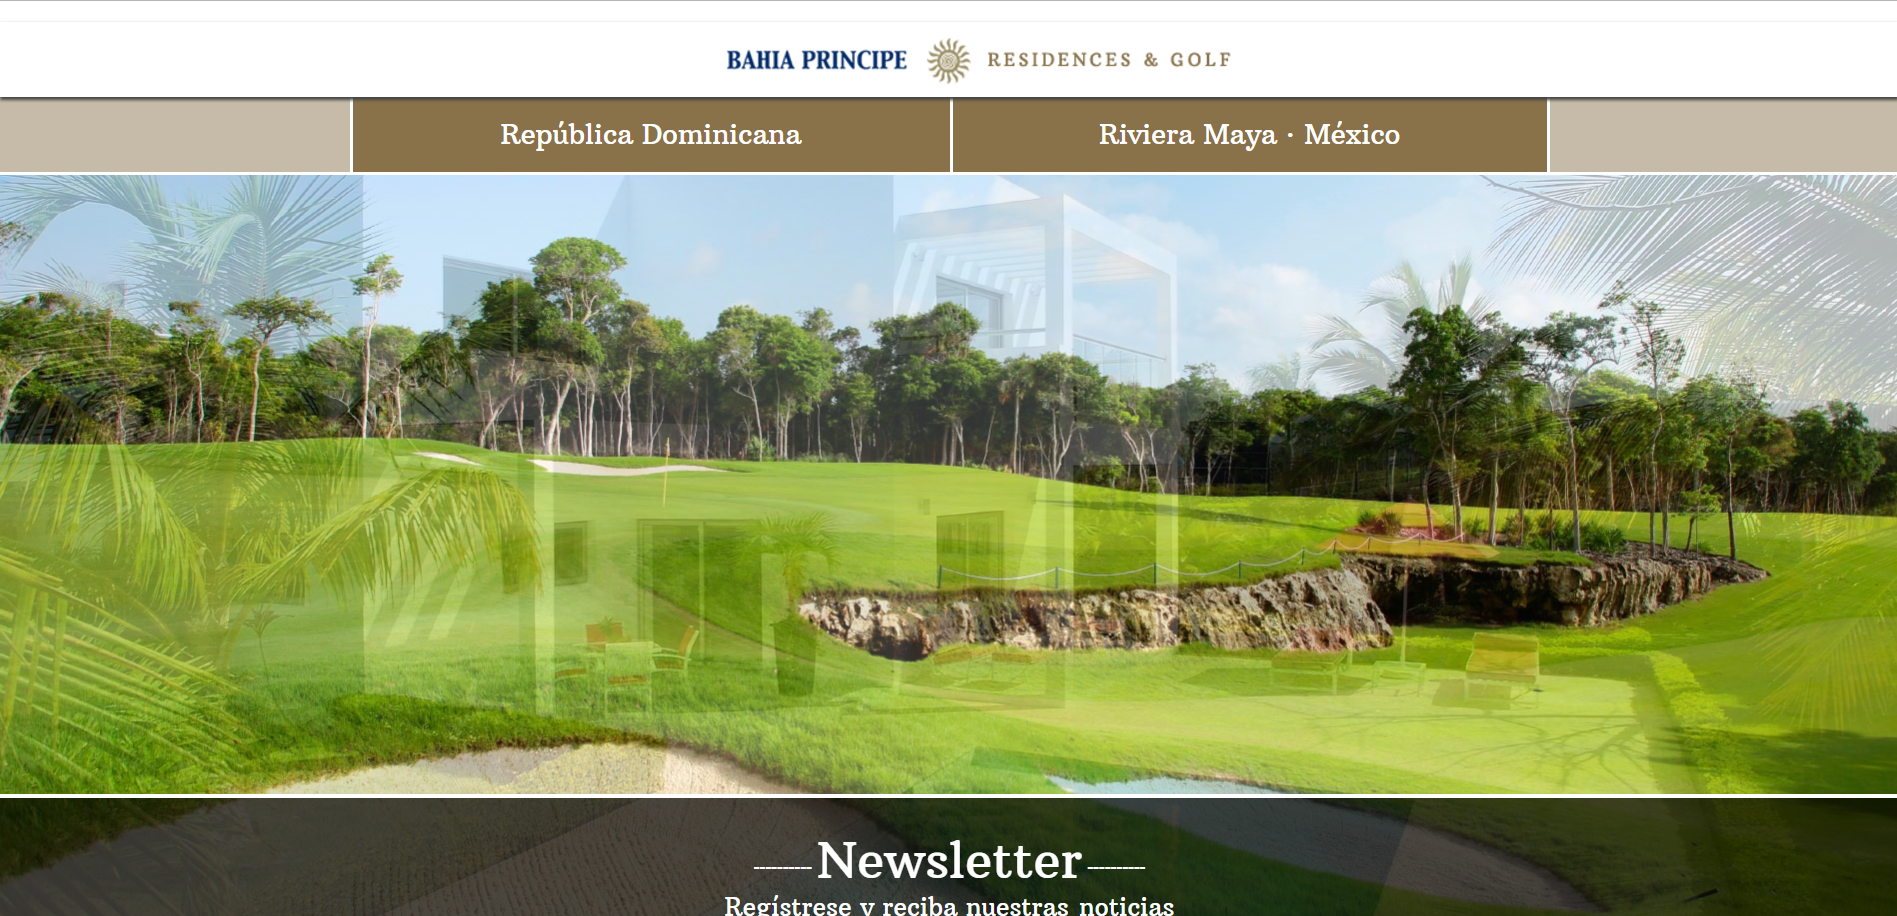 BAHIA PRINCIPE RESIDENCES & GOLF
República Dominicana
Riviera Maya · México
Newsletter
Regístrese y reciba nuestras noticias